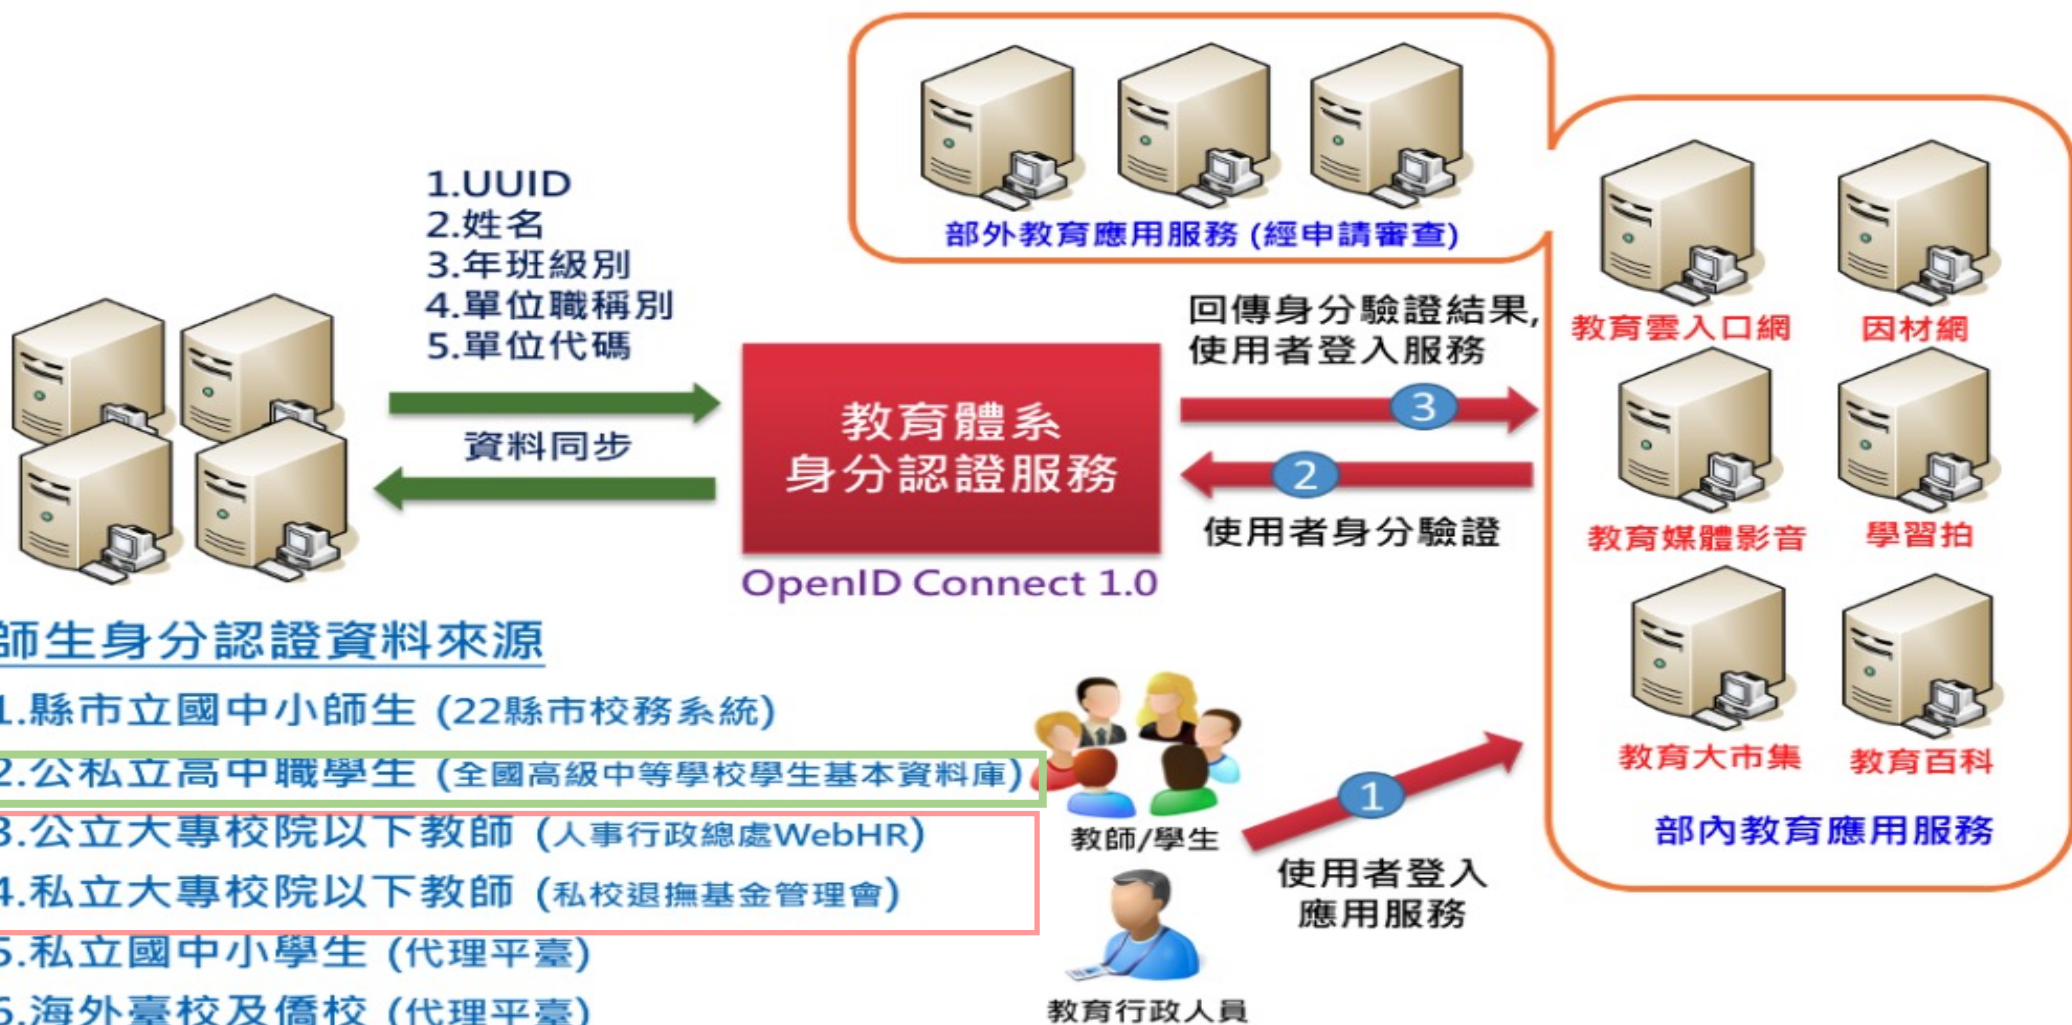 部外教育應用服務 (經申請審查)
1.UUID
2.姓名
3.年班級別
4.單位職稱別
5.單位代碼
資料同步
教育體系
身分認證服務
OpenID Connect 1.0
回傳身分驗證結果,
使用者登入服務
3
2
使用者身分驗證
教育雲入口網
因材網
教育媒體影音
學習拍
教育大市集
教育百科
部內教育應用服務
師生身分認證資料來源
1.縣市立國中小師生 (22縣市校務系統)
2.公私立高中職學生 (全國高級中等學校學生基本資料庫)
3.公立大專校院以下教師 (人事行政總處WebHR)
4.私立大專校院以下教師 (私校退撫基金管理會)
5.私立國中小學生 (代理平臺)
6.海外臺校及僑校 (代理平臺)
教師/學生
1
使用者登入
應用服務
教育行政人員